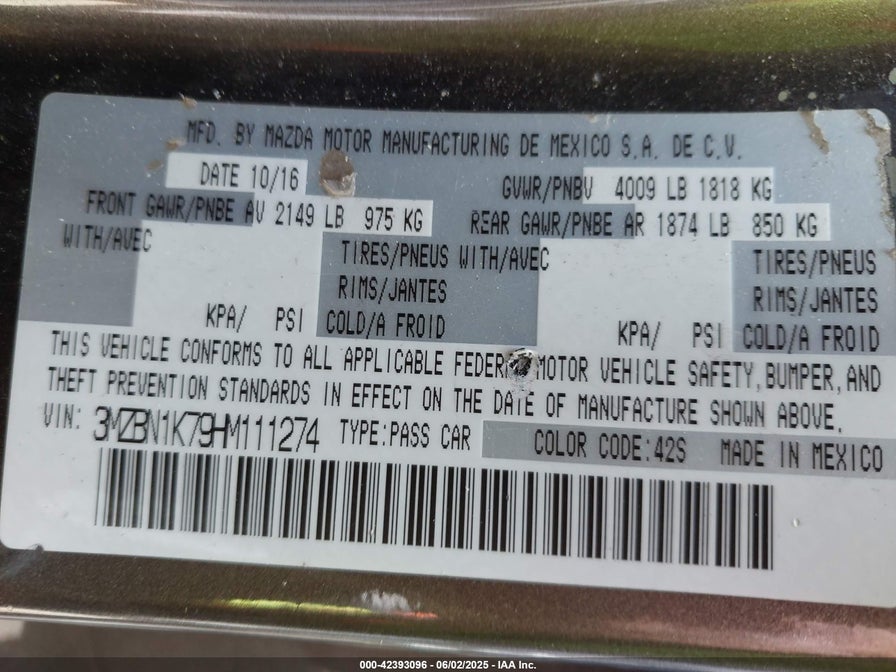 MFD. BY MAZDA MOTOR MANUFACTURING DE MEXICO S.A. DE C.V.
DATE 10/16 GVWR/PNBV 4009 LB 1818 KG
FRONT GAWR/PNBE AV 2149 LB 975 KG REAR GAWR/PNBE AR 1874 LB 850 KG
WITH/AVEC TIRES/PNEUS WITH/AVEC TIRES/PNEUS
RIMS/JANTES RIMS/JANTES
KPA/ PSI COLD/A FROID KPA/ PSI COLD/A FROID
THIS VEHICLE CONFORMS TO ALL APPLICABLE FEDERAL MOTOR VEHICLE SAFETY, BUMPER, AND
THEFT PREVENTION STANDARDS IN EFFECT ON THE DATE OF MANUFACTURE SHOWN ABOVE.
VIN: 3MZBN1K79HM111274 TYPE:PASS CAR COLOR CODE:42S MADE IN MEXICO
000-42393096 - 06/02/2025 - IAA Inc.